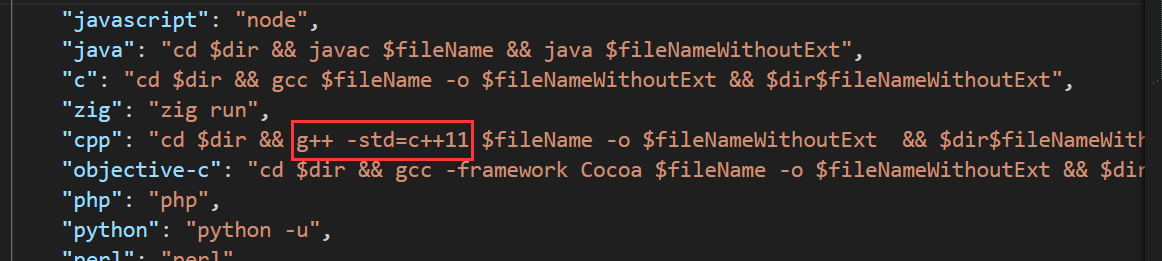 "javascript": "node",
"java": "cd $dir && javac $fileName && java $fileNameWithoutExt",
"c": "cd $dir && gcc $fileName -o $fileNameWithoutExt && $dir$fileNameWithoutExt",
"zig": "zig run",
"cpp": "cd $dir && g++ -std=c++11 $fileName -o $fileNameWithoutExt  && $dir$fileNameWith
"objective-c": "cd $dir && gcc -framework Cocoa $fileName -o $fileNameWithoutExt && $dir
"php": "php",
"python": "python -u",
"perl": "perl"